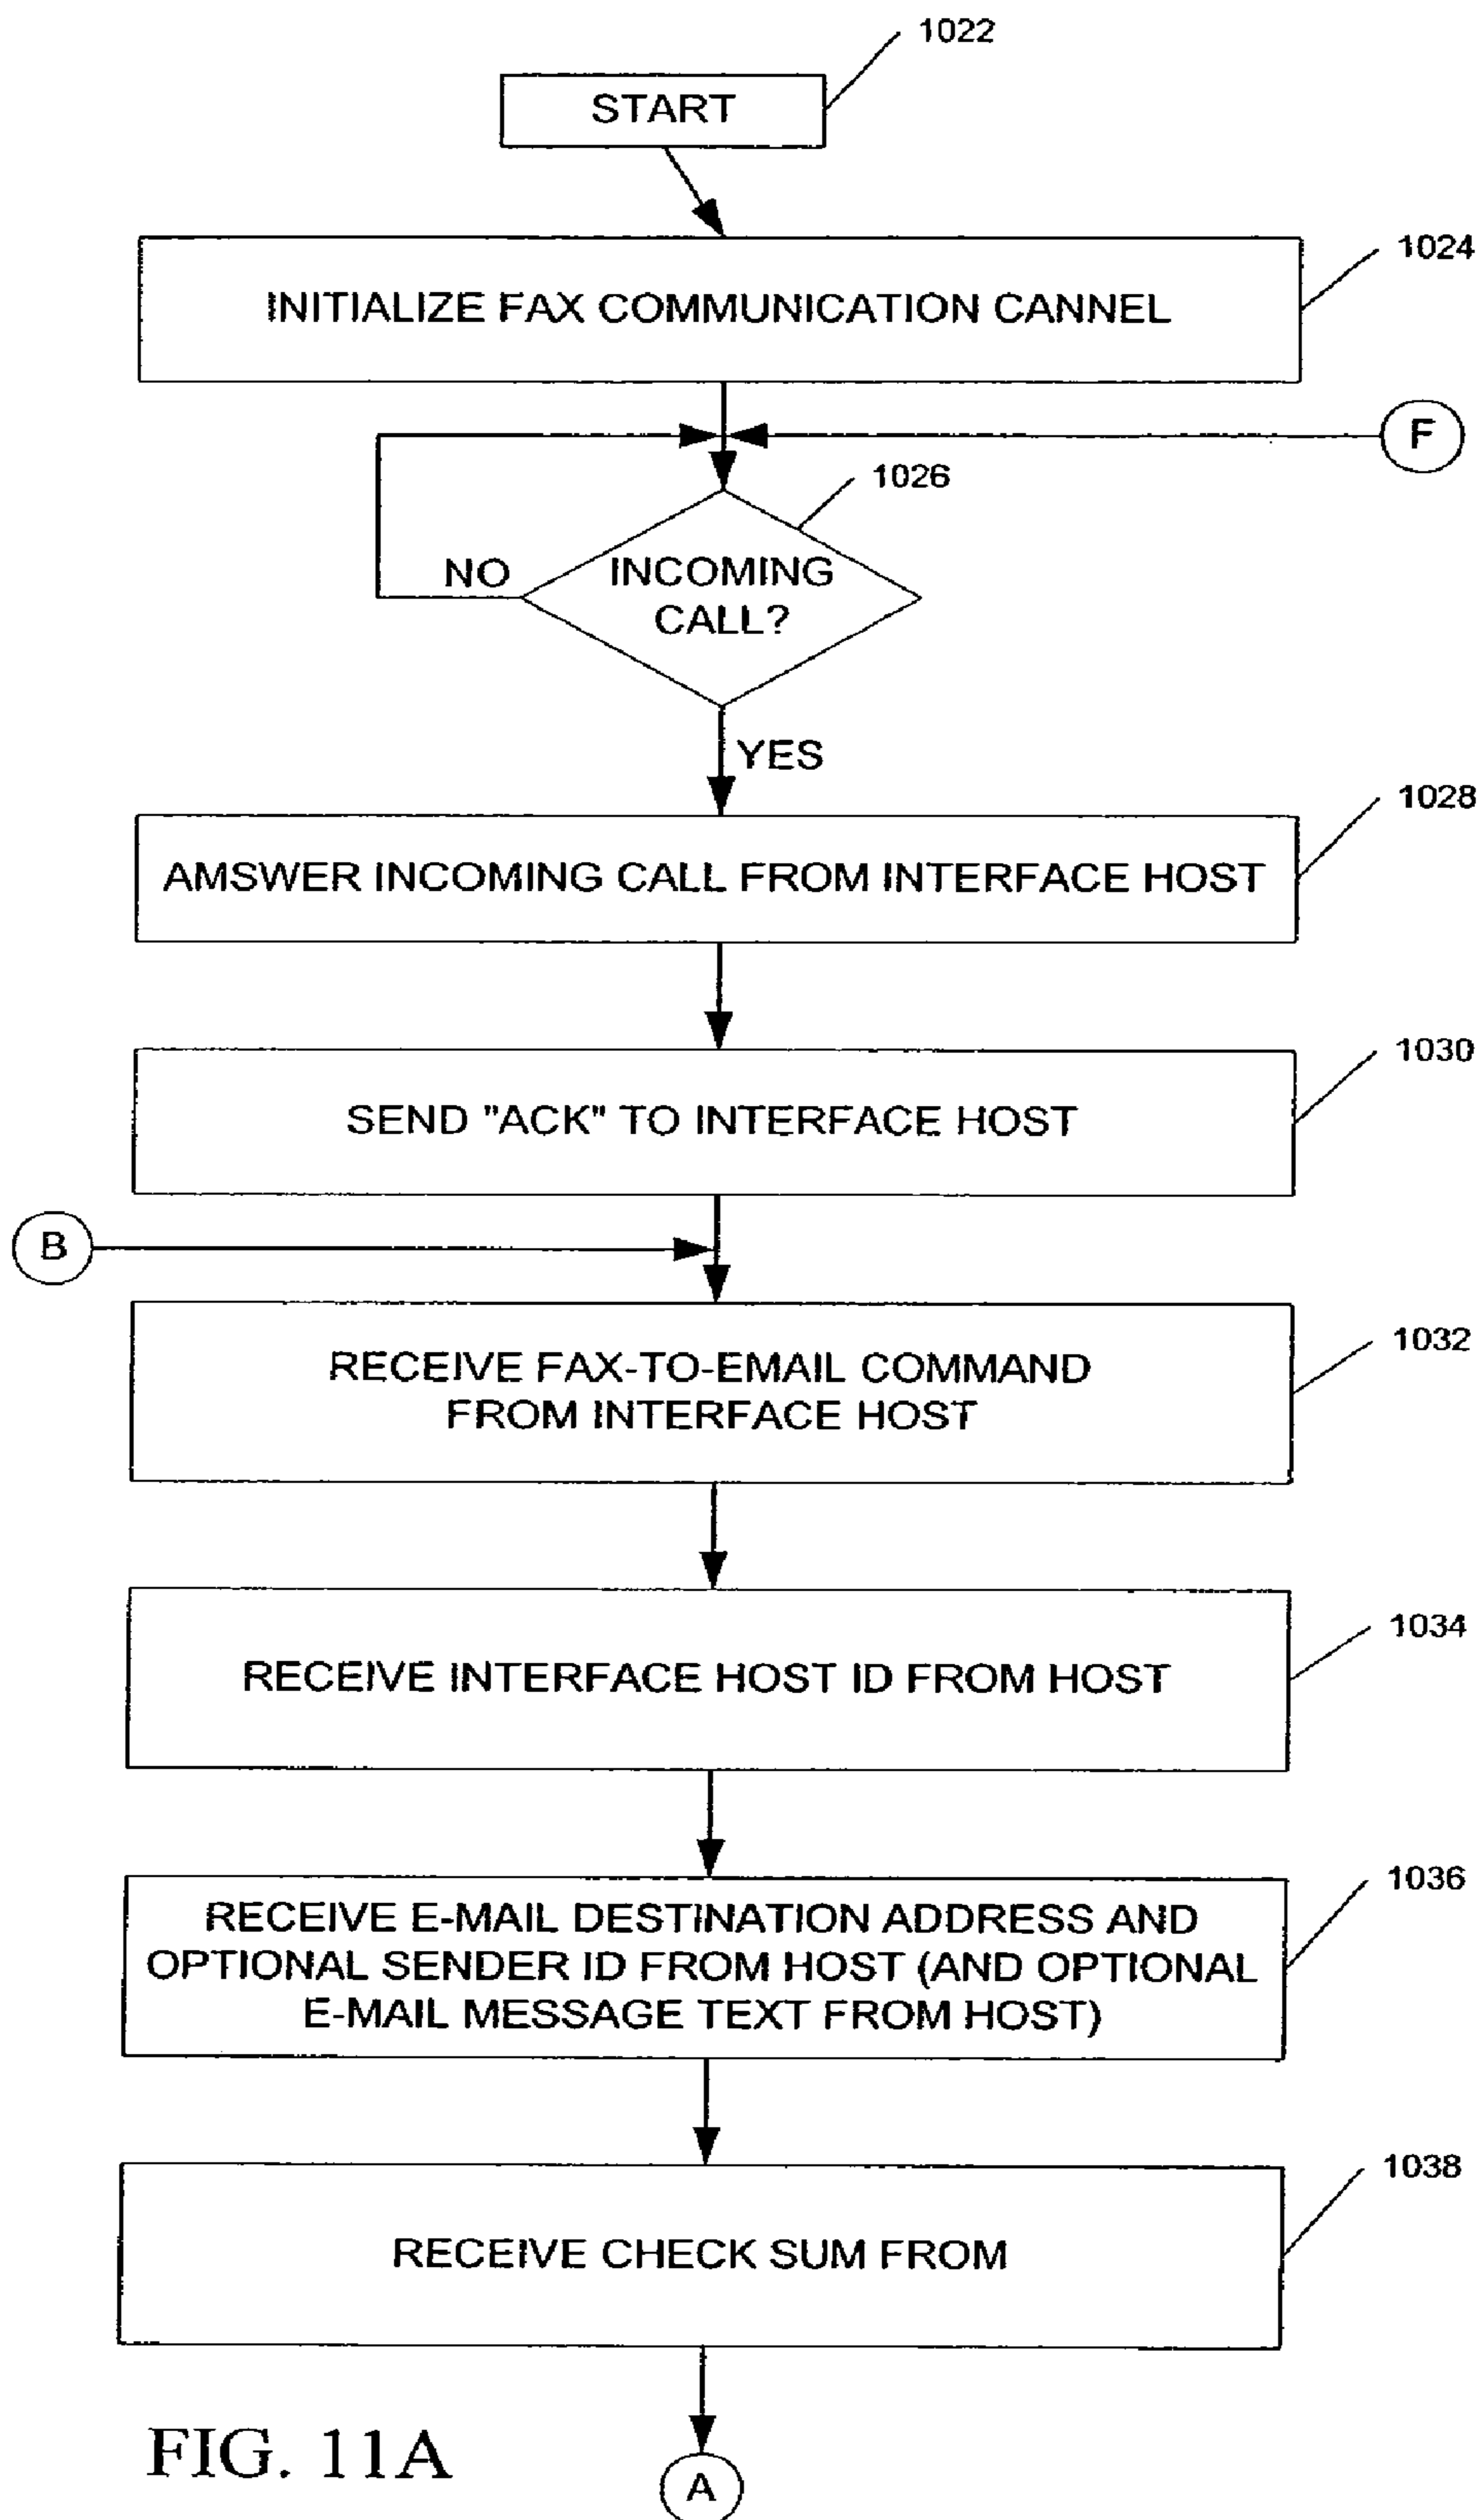 1022
START
1024
INITIALIZE FAX COMMUNICATION CANNEL
F
1026
NO
INCOMING
CALL?
YES
1028
AMSWER INCOMING CALL FROM INTERFACE HOST
1030
SEND "ACK" TO INTERFACE HOST
B
1032
RECEIVE FAX-TO-EMAIL COMMAND
FROM INTERFACE HOST
1034
RECEIVE INTERFACE HOST ID FROM HOST
1036
RECEIVE E-MAIL DESTINATION ADDRESS AND
OPTIONAL SENDER ID FROM HOST (AND OPTIONAL
E-MAIL MESSAGE TEXT FROM HOST)
1038
RECEIVE CHECK SUM FROM
FIG. 11A
A